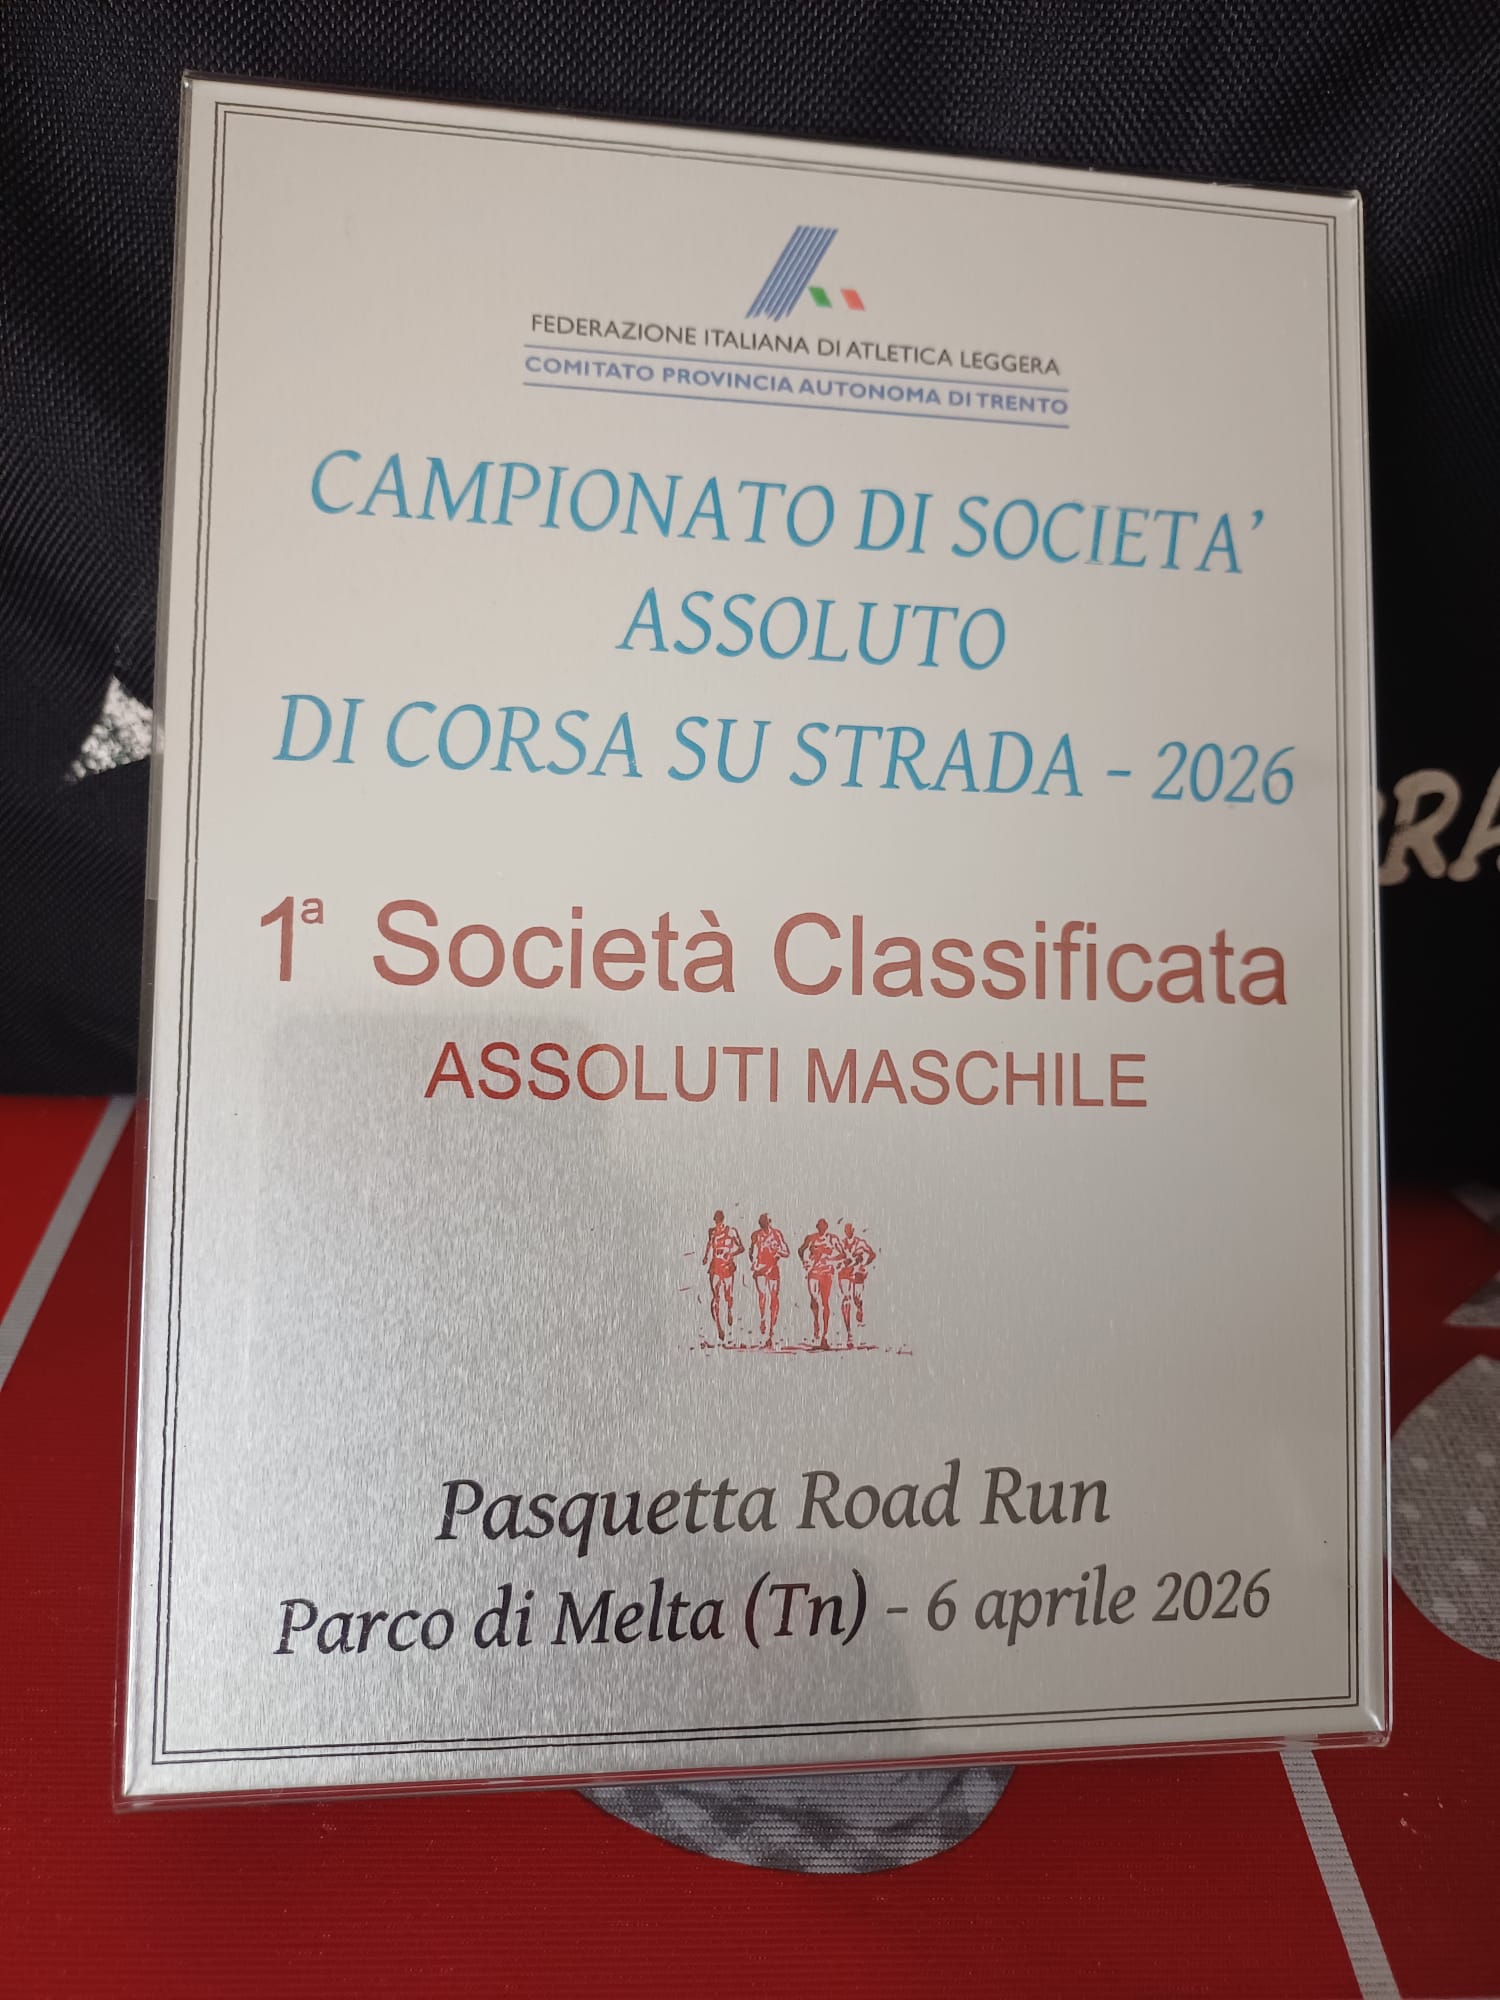 FEDERAZIONE ITALIANA DI ATLETICA LEGGERA
COMITATO PROVINCIA AUTONOMA DI TRENTO
CAMPIONATO DI SOCIETA'
ASSOLUTO
DI CORSA SU STRADA - 2026
1ª Società Classificata
ASSOLUTI MASCHILE
Pasquetta Road Run
Parco di Melta (Tn) - 6 aprile 2026